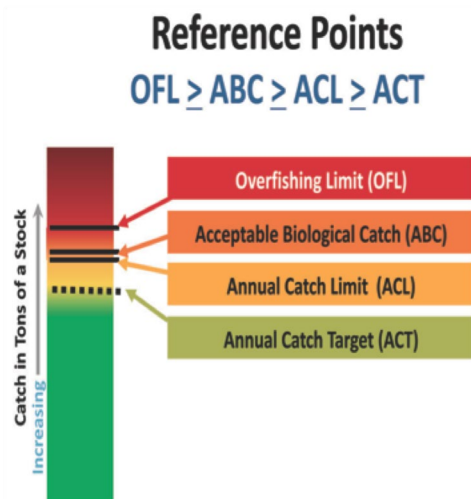 Reference Points
OFL ≥ ABC ≥ ACL ≥ ACT
Overfishing Limit (OFL)
Acceptable Biological Catch (ABC)
Annual Catch Limit (ACL)
Annual Catch Target (ACT)
Catch in Tons of a Stock
Increasing